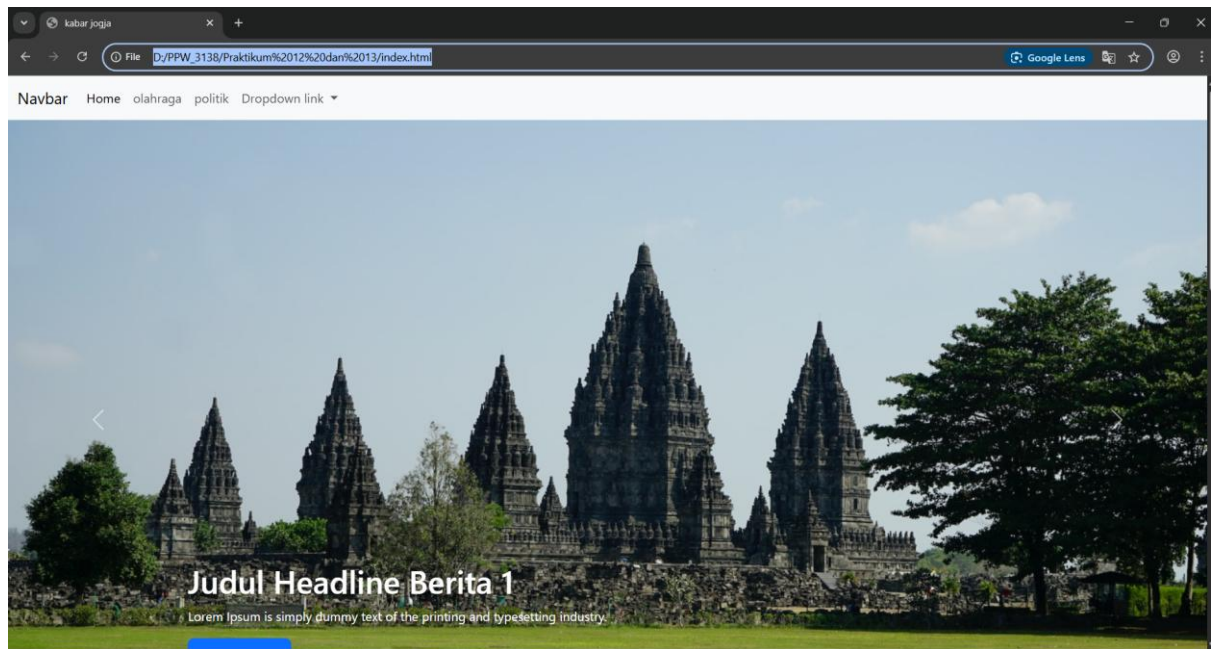 kabar jogja
File D:/PPW_3138/Praktikum%2012%20dan%2013/index.html Google Lens
Navbar Home olahraga politik Dropdown link
Judul Headline Berita 1
Lorem Ipsum is simply dummy text of the printing and typesetting industry.